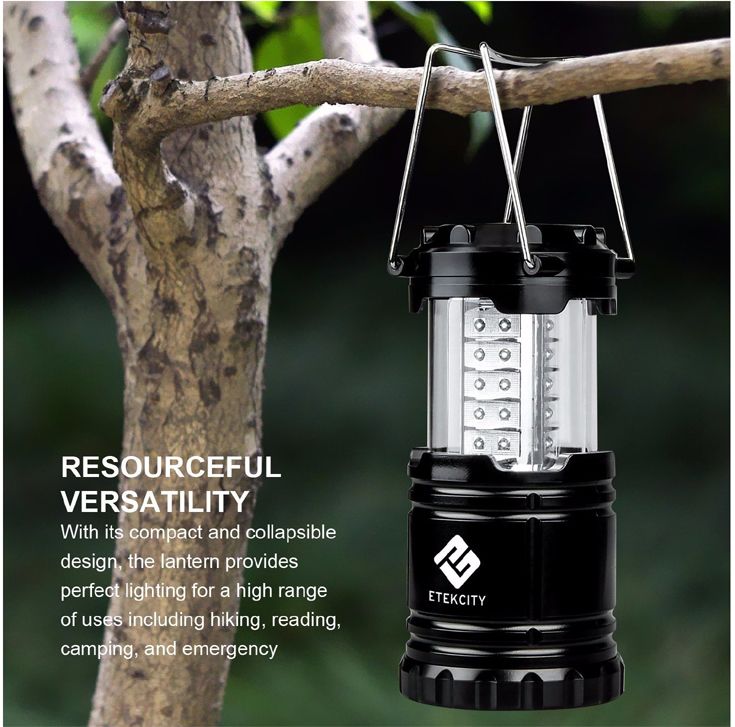 RESOURCEFUL
VERSATILITY
With its compact and collapsible
design, the lantern provides
perfect lighting for a high range
of uses including hiking, reading,
camping, and emergency
ETEKCITY